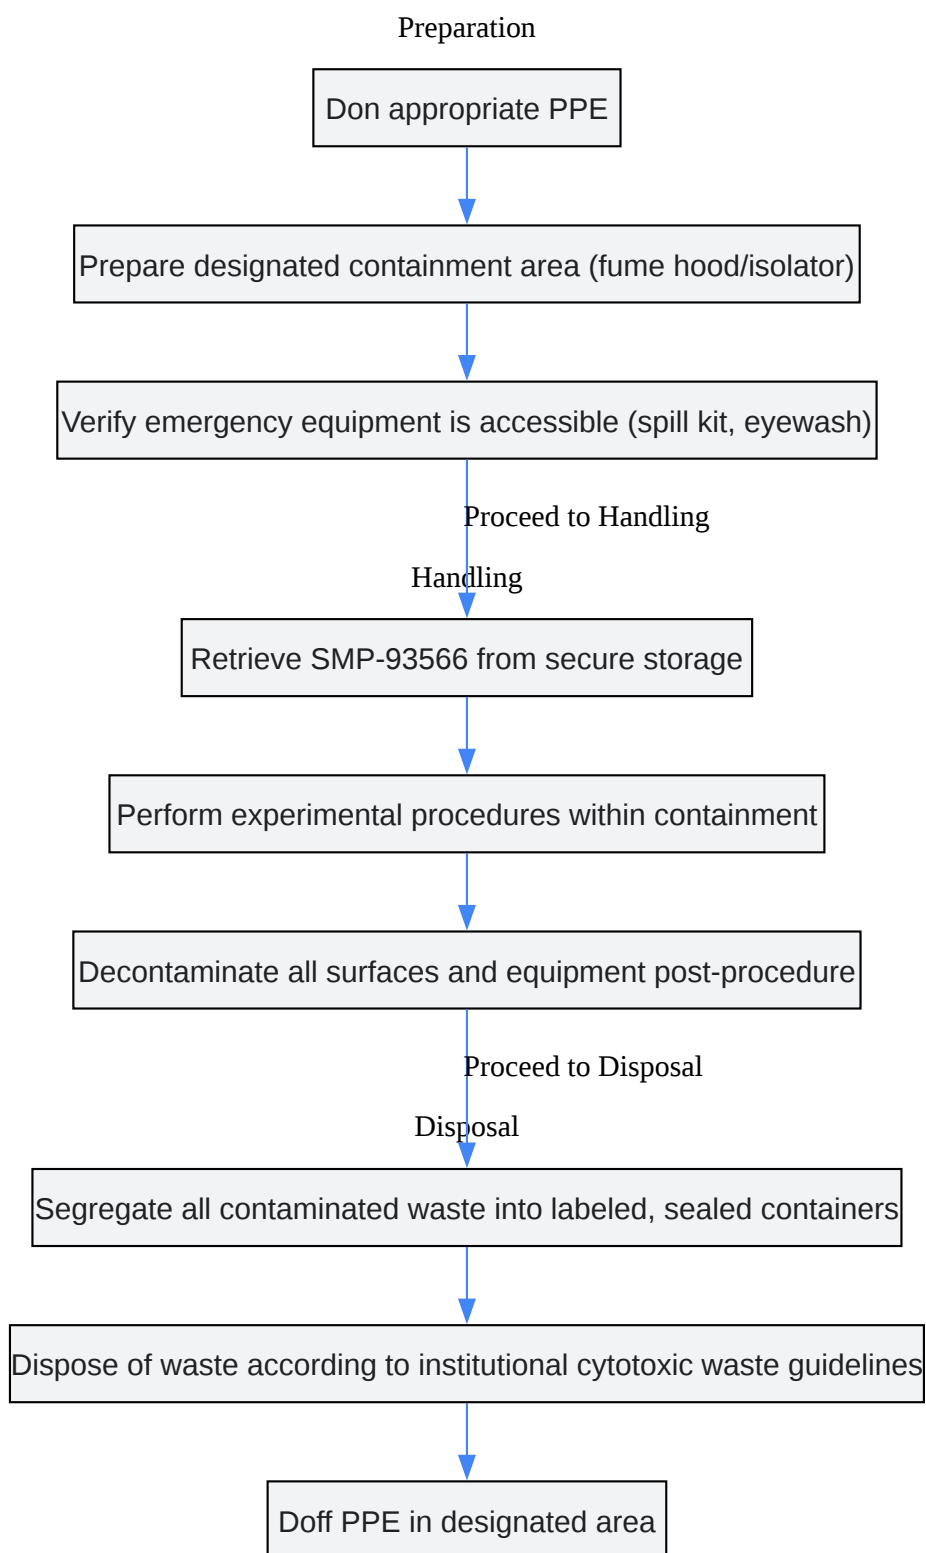 Preparation
Don appropriate PPE
Prepare designated containment area (fume hood/isolator)
Verify emergency equipment is accessible (spill kit, eyewash)
Proceed to Handling
Handling
Retrieve SMP-93566 from secure storage
Perform experimental procedures within containment
Decontaminate all surfaces and equipment post-procedure
Proceed to Disposal
Disposal
Segregate all contaminated waste into labeled, sealed containers
Dispose of waste according to institutional cytotoxic waste guidelines
Doff PPE in designated area